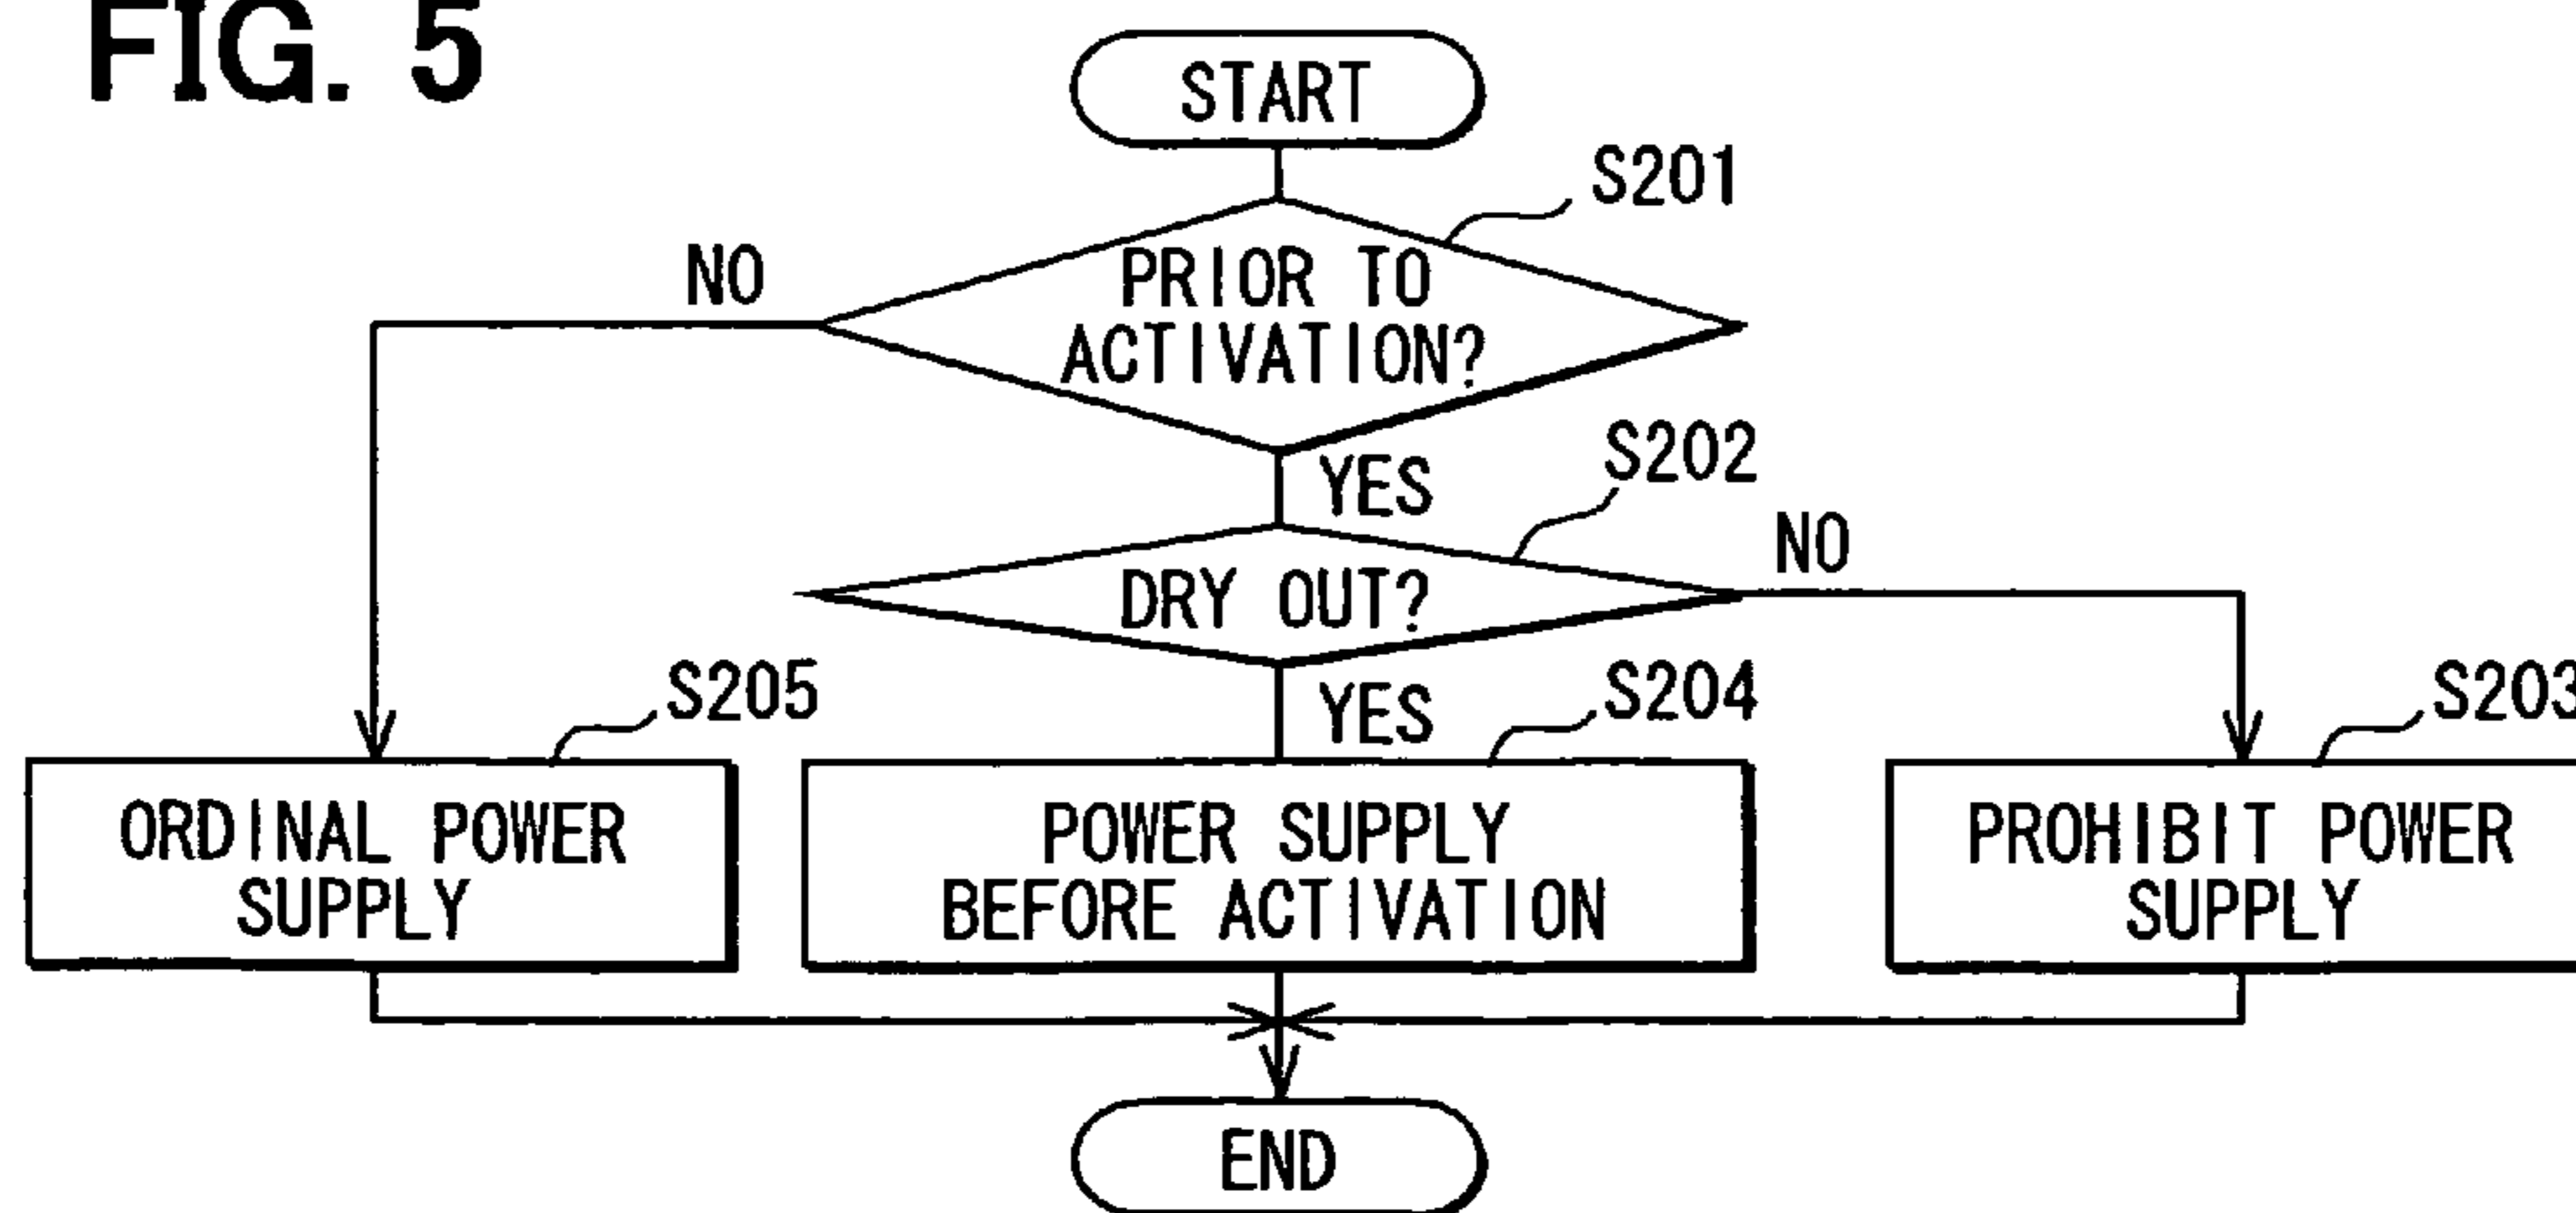 FIG. 5
START
S201
NO
PRIOR TO
ACTIVATION?
YES
S202
NO
DRY OUT?
YES
S205
S204
S203
ORDINAL POWER
SUPPLY
POWER SUPPLY
BEFORE ACTIVATION
PROHIBIT POWER
SUPPLY
END